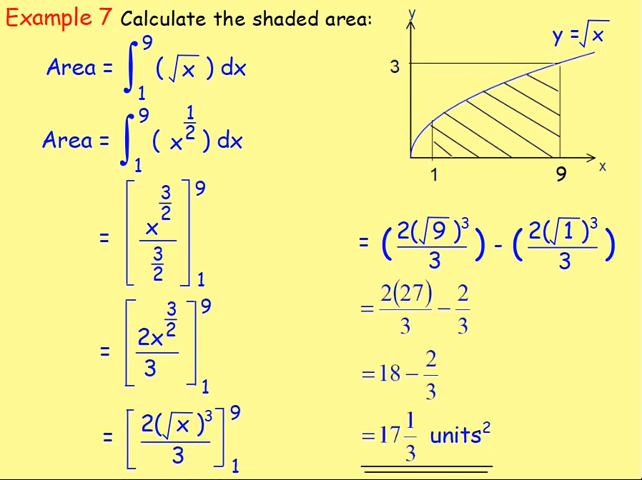 Example 7 Calculate the shaded area:
Area = ∫₁⁹ (√x) dx
Area = ∫₁⁹ (x^(1/2)) dx
= [x^(3/2) / (3/2)]₁⁹
= [2x^(3/2) / 3]₁⁹
= [2(√x)³ / 3]₁⁹
y
y = √x
3
1 9 x
= (2(√9)³ / 3) - (2(√1)³ / 3)
= 2(27)/3 − 2/3
= 18 − 2/3
= 17 1/3 units²